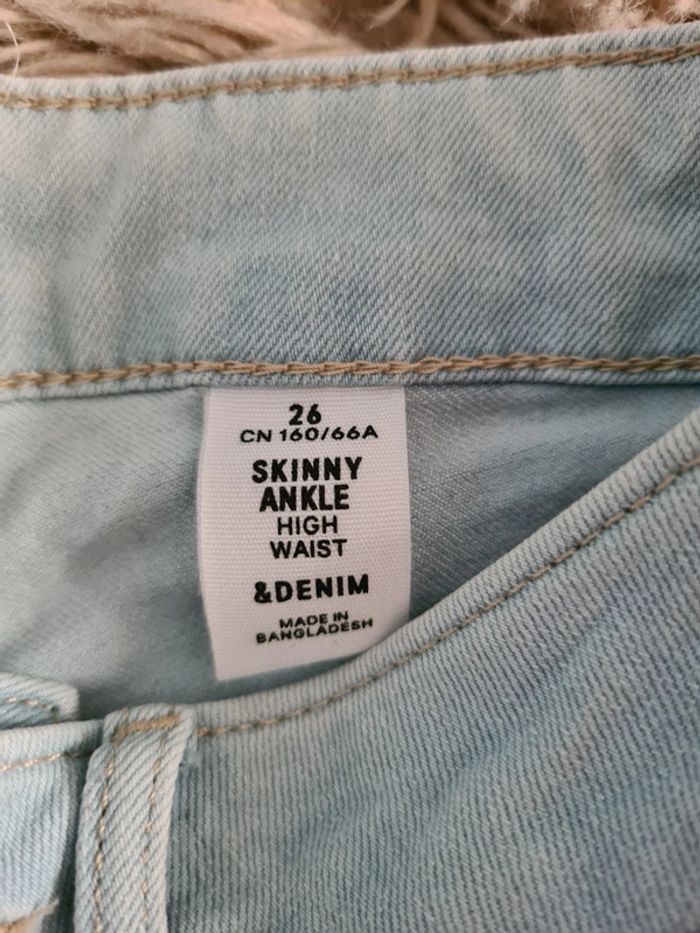 26
CN 160/66A
SKINNY
ANKLE
HIGH
WAIST
&DENIM
MADE IN
BANGLADESH